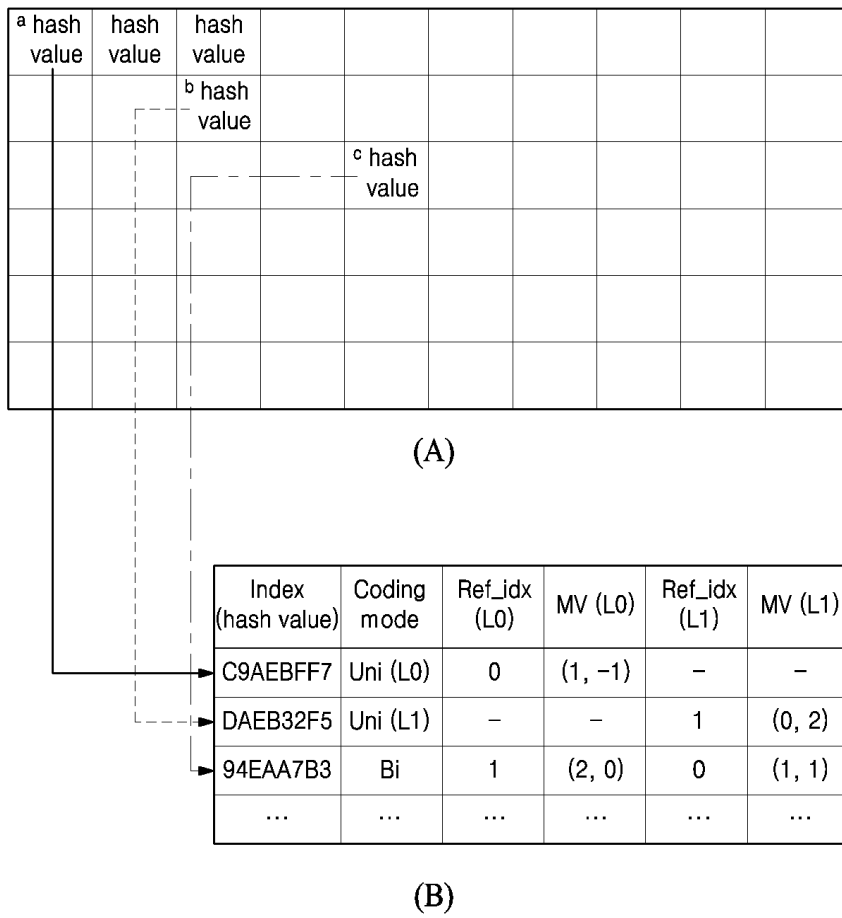 a hash value
hash value
hash value
b hash value
c hash value
(A)
Index (hash value) Coding mode Ref_idx (L0) MV (L0) Ref_idx (L1) MV (L1)
C9AEBFF7 Uni (L0) 0 (1, −1) − −
DAEB32F5 Uni (L1) − − 1 (0, 2)
94EAA7B3 Bi 1 (2, 0) 0 (1, 1)
... ... ... ... ... ...
(B)